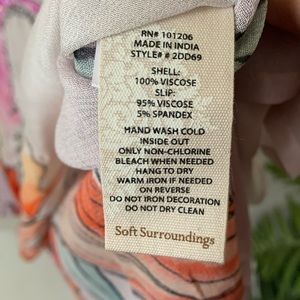 RN# 101206
MADE IN INDIA
STYLE# # 2DD69
SHELL:
100% VISCOSE
SLIP:
95% VISCOSE
5% SPANDEX
HAND WASH COLD
INSIDE OUT
ONLY NON-CHLORINE
BLEACH WHEN NEEDED
HANG TO DRY
WARM IRON IF NEEDED
ON REVERSE
DO NOT IRON DECORATION
DO NOT DRY CLEAN
Soft Surroundings